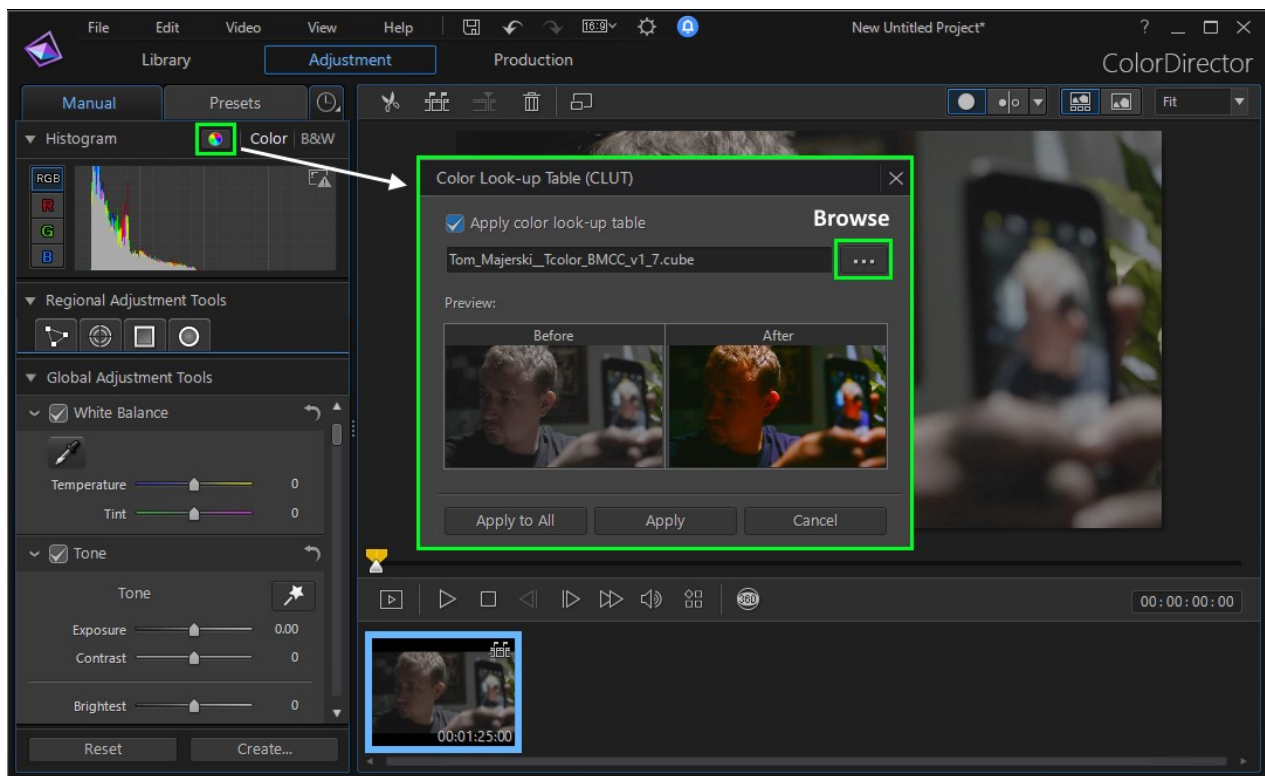 File Edit Video View Help 16:9 New Untitled Project* ?
Library Adjustment Production ColorDirector
Manual Presets
Fit
Histogram Color B&W
RGB
R
G
B
Color Look-up Table (CLUT)
Apply color look-up table Browse
Tom_Majerski__Tcolor_BMCC_v1_7.cube ...
Preview:
Before After
Apply to All Apply Cancel
Regional Adjustment Tools
Global Adjustment Tools
White Balance
Temperature 0
Tint 0
Tone
Tone
Exposure 0.00
Contrast 0
Brightest 0
Reset Create...
360 00:00:00:00
00:01:25:00